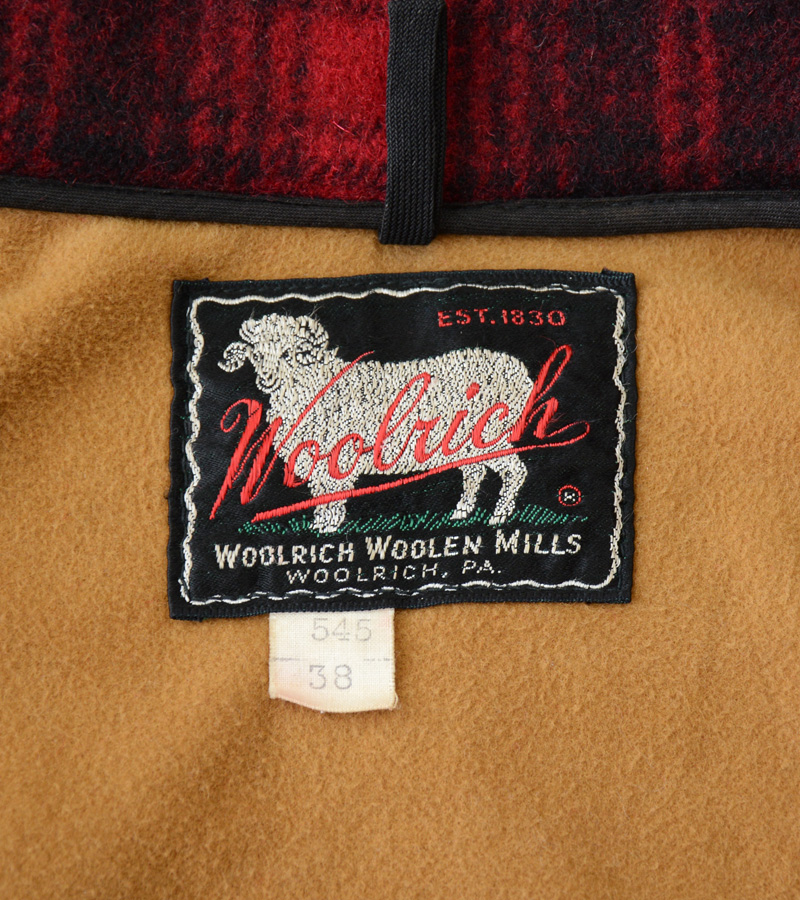 EST.1830
Woolrich
®
WOOLRICH WOOLEN MILLS
WOOLRICH, PA.
545
38